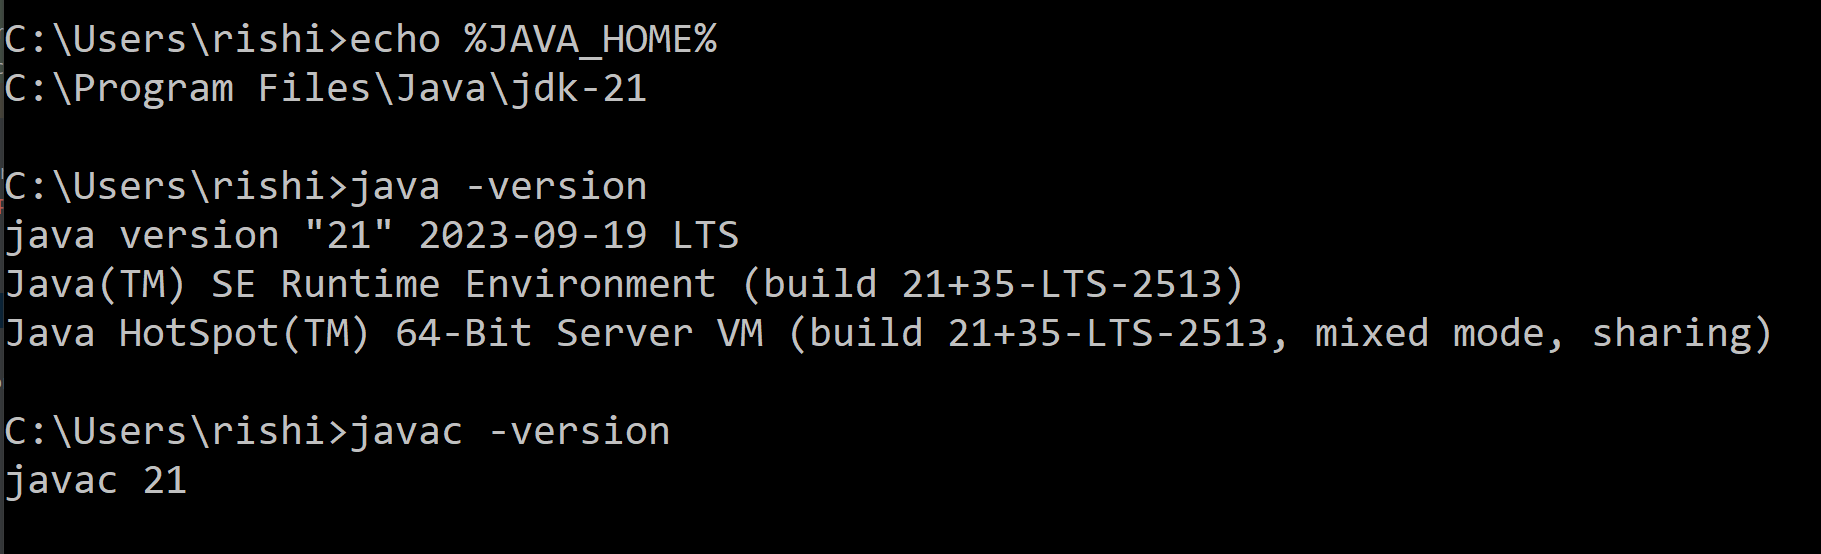 C:\Users\rishi>echo %JAVA_HOME%
C:\Program Files\Java\jdk-21
C:\Users\rishi>java -version
java version "21" 2023-09-19 LTS
Java(TM) SE Runtime Environment (build 21+35-LTS-2513)
Java HotSpot(TM) 64-Bit Server VM (build 21+35-LTS-2513, mixed mode, sharing)
C:\Users\rishi>javac -version
javac 21